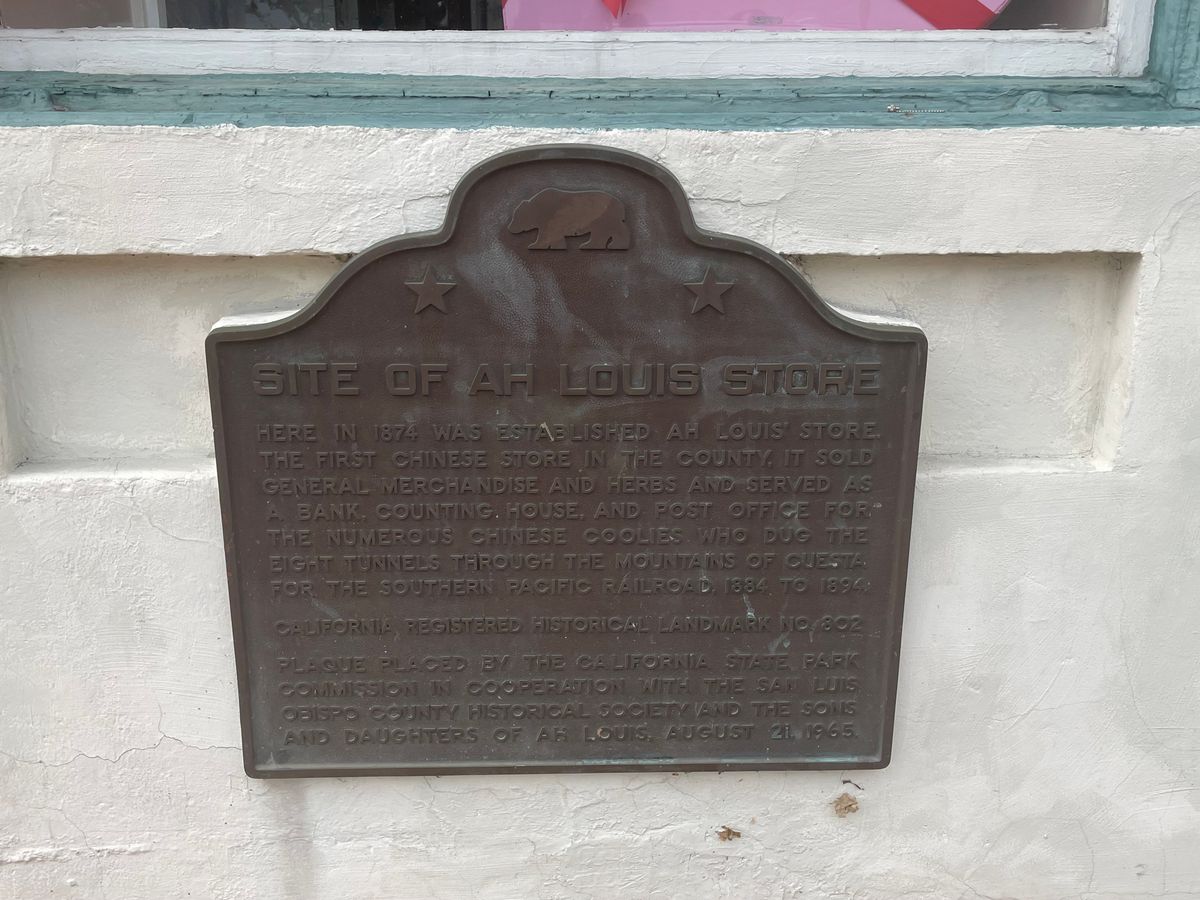 SITE OF AH LOUIS STORE
HERE IN 1874 WAS ESTABLISHED AH LOUIS' STORE,
THE FIRST CHINESE STORE IN THE COUNTY. IT SOLD
GENERAL MERCHANDISE AND HERBS AND SERVED AS
A BANK, COUNTING HOUSE, AND POST OFFICE FOR
THE NUMEROUS CHINESE COOLIES WHO DUG THE
EIGHT TUNNELS THROUGH THE MOUNTAINS OF CUESTA
FOR THE SOUTHERN PACIFIC RAILROAD, 1884 TO 1894.
CALIFORNIA REGISTERED HISTORICAL LANDMARK NO. 802
PLAQUE PLACED BY THE CALIFORNIA STATE PARK
COMMISSION IN COOPERATION WITH THE SAN LUIS
OBISPO COUNTY HISTORICAL SOCIETY AND THE SONS
AND DAUGHTERS OF AH LOUIS, AUGUST 21, 1965.